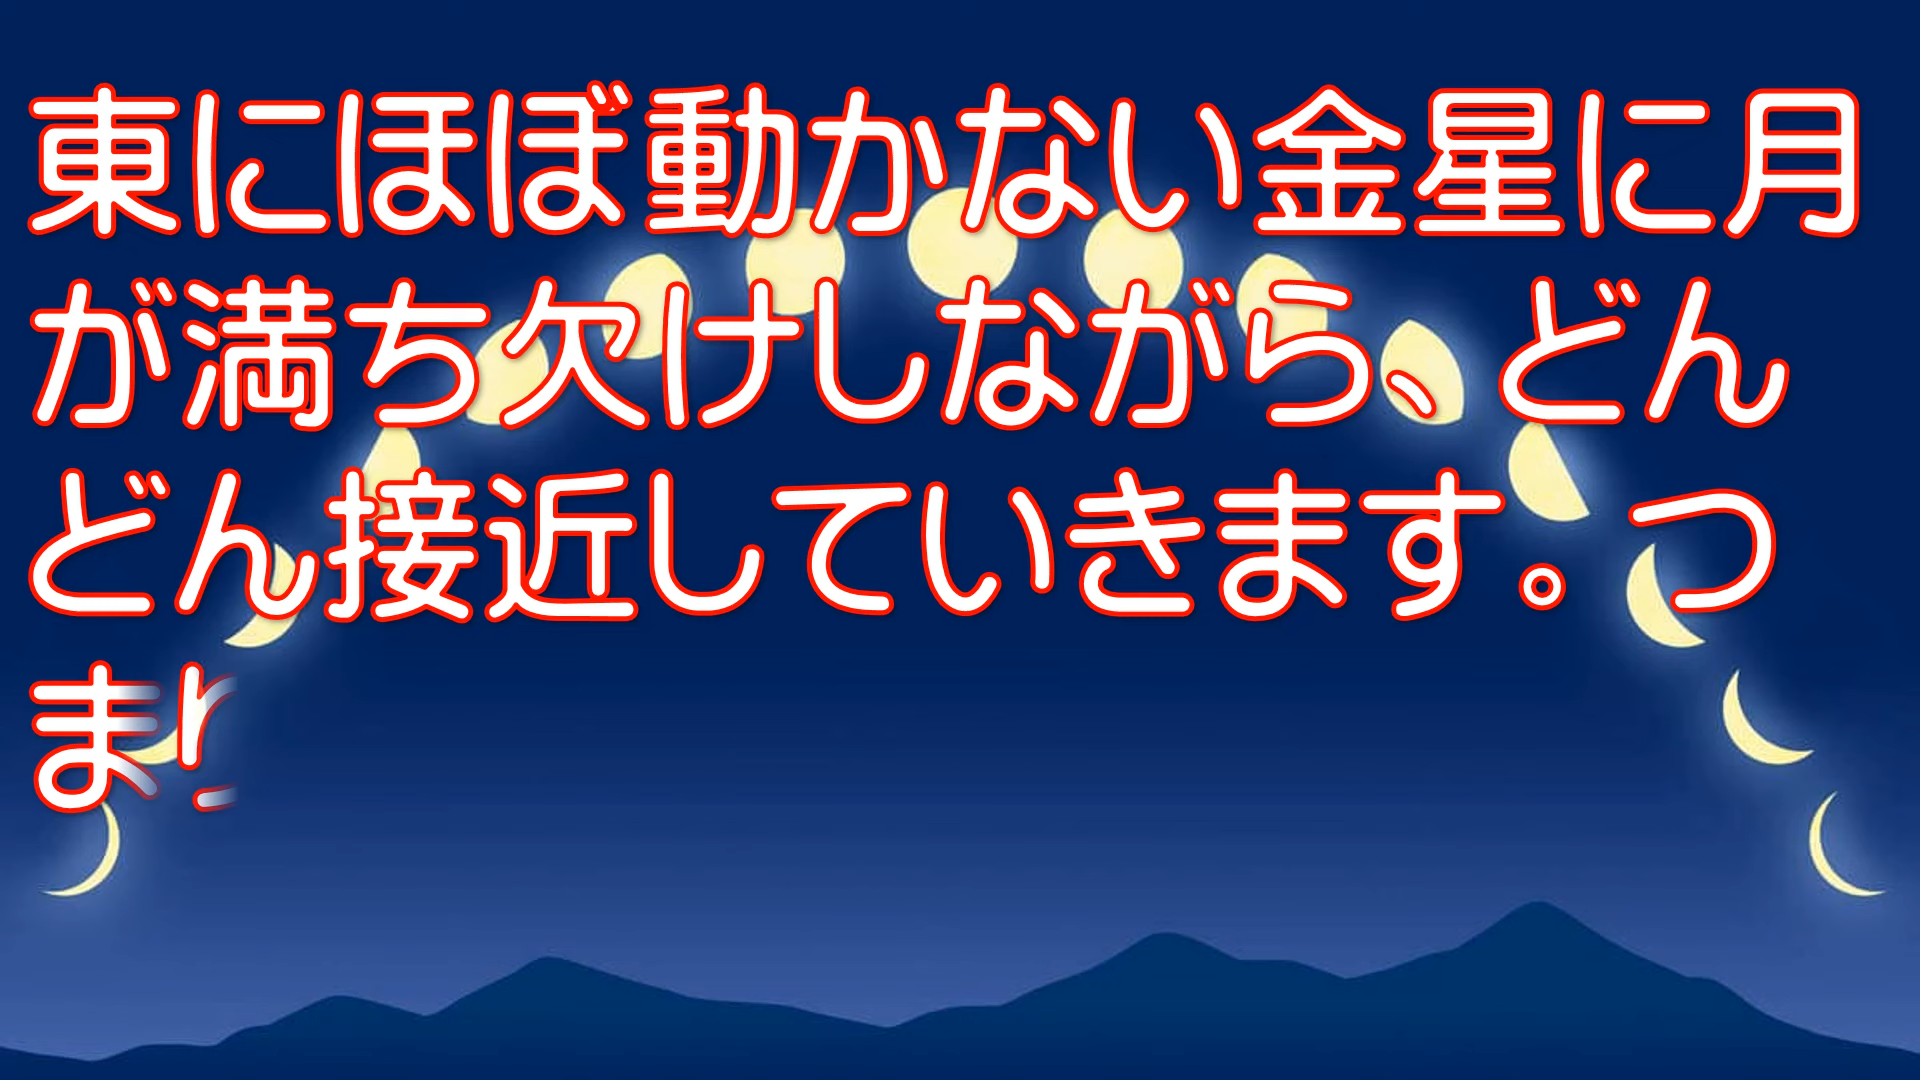 東にほぼ動かない金星に月
が満ち欠けしながら、どん
どん接近していきます。つ
まり